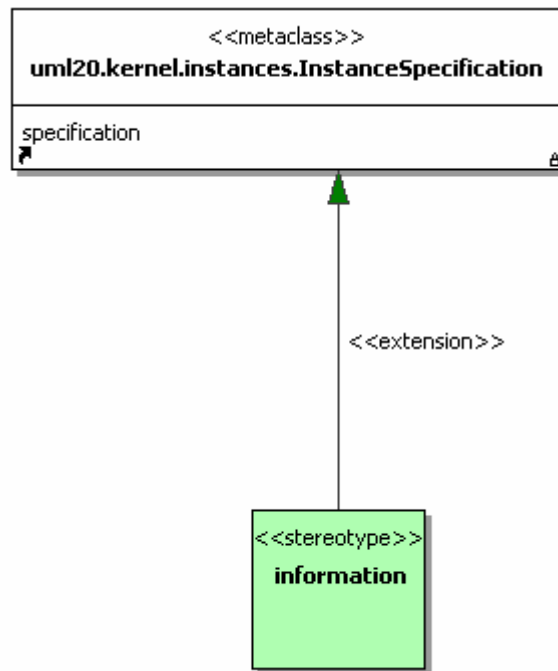 <<metaclass>>
uml20.kernel.instances.InstanceSpecification
specification
<<extension>>
<<stereotype>>
information